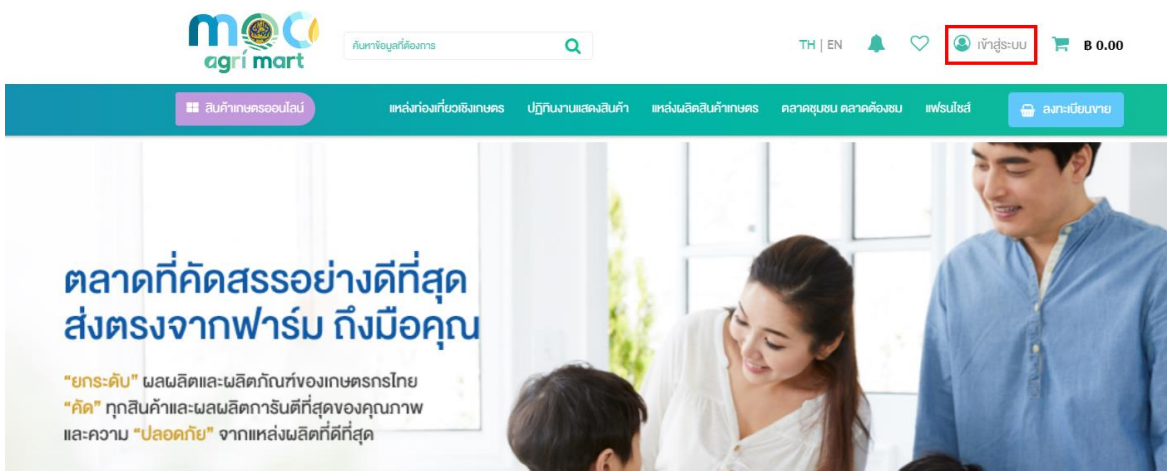 moc
agri mart
ค้นหาข้อมูลที่ต้องการ
TH | EN
เข้าสู่ระบบ
฿ 0.00
สินค้าเกษตรออนไลน์
แหล่งท่องเที่ยวเชิงเกษตร
ปฏิทินงานแสดงสินค้า
แหล่งผลิตสินค้าเกษตร
ตลาดชุมชน ตลาดต้องชม
แฟรนไชส์
ลงทะเบียนขาย
ตลาดที่คัดสรรอย่างดีที่สุด
ส่งตรงจากฟาร์ม ถึงมือคุณ
“ยกระดับ” ผลผลิตและผลิตภัณฑ์ของเกษตรกรไทย
“คัด” ทุกสินค้าและผลผลิตการันตีที่สุดของคุณภาพ
และความ “ปลอดภัย” จากแหล่งผลิตที่ดีที่สุด